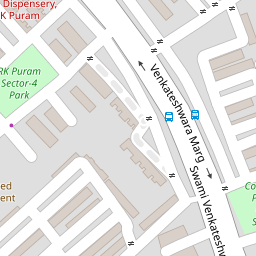 Dispensery,
K Puram
RK Puram
Sector-4
Park
Venkateshwara Marg
Swami Venkateshw
ed
ent
Co
P